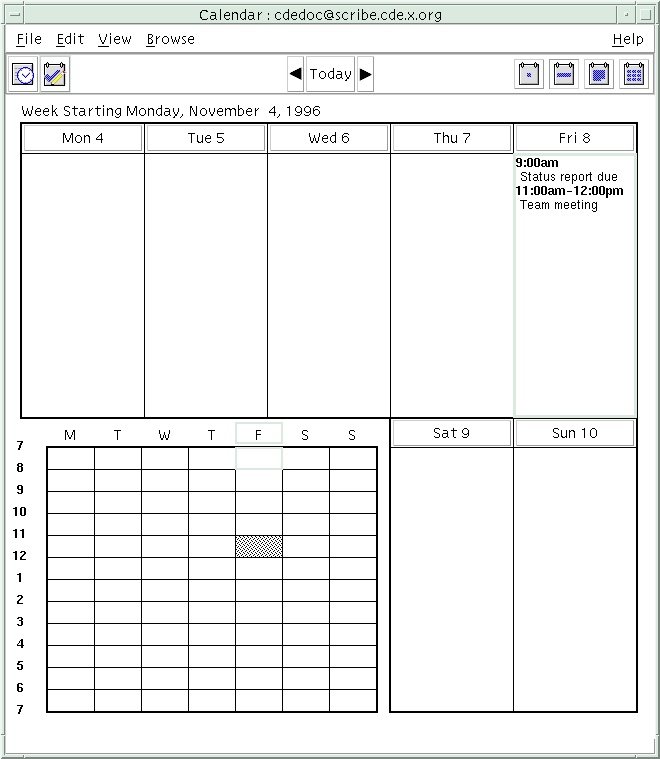 Calendar : cdedoc@scribe.cde.x.org
File Edit View Browse Help
Today
Week Starting Monday, November 4, 1996
Mon 4 Tue 5 Wed 6 Thu 7 Fri 8
9:00am
Status report due
11:00am-12:00pm
Team meeting
M T W T F S S
7
8
9
10
11
12
1
2
3
4
5
6
7
Sat 9 Sun 10